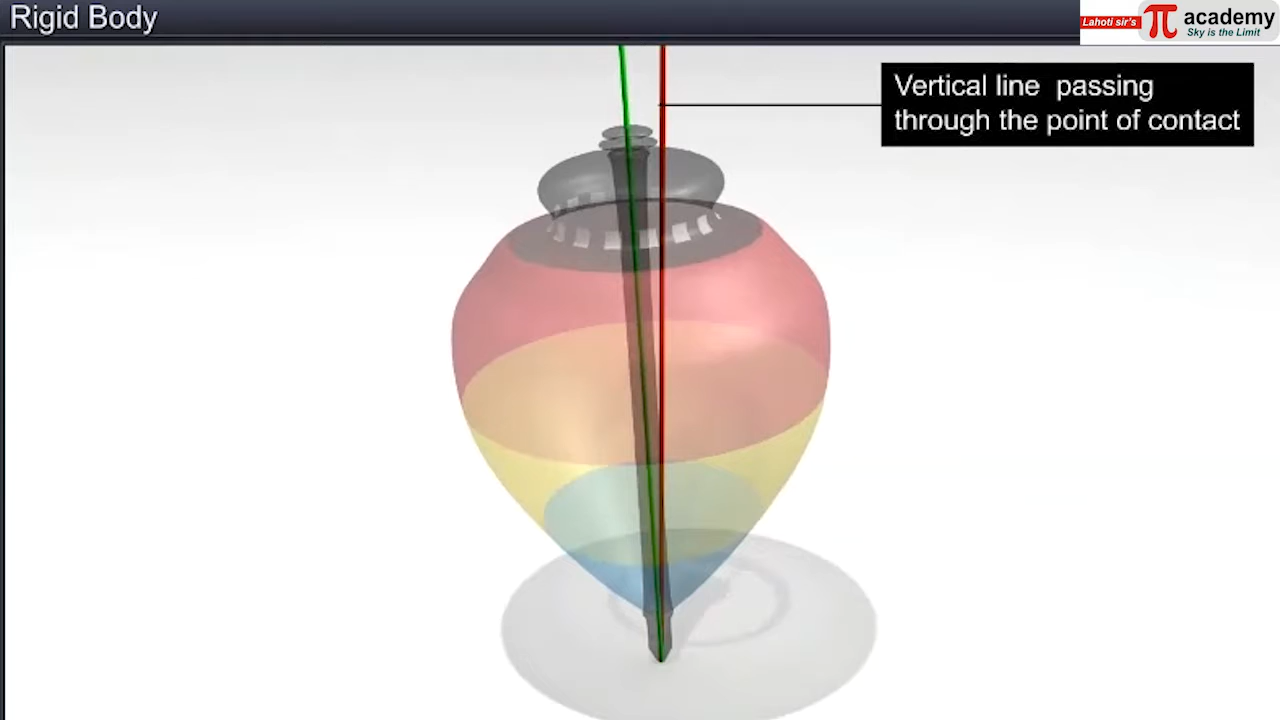 Rigid Body
Lahoti sir's
π academy
Sky is the Limit
Vertical line passing
through the point of contact